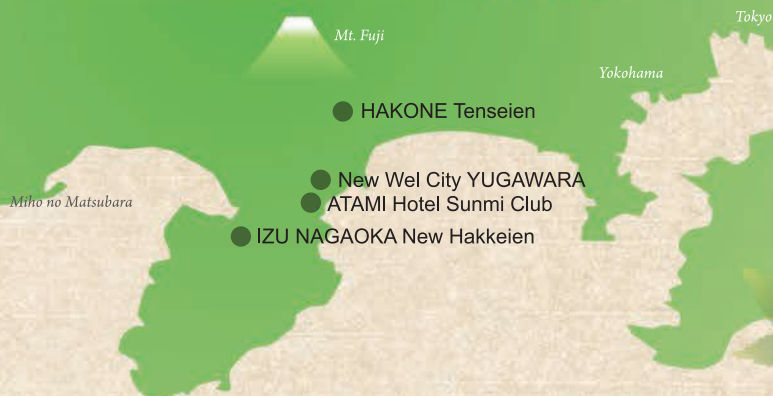 Tokyo
Mt. Fuji
Yokohama
HAKONE Tenseien
New Wel City YUGAWARA
Miho no Matsubara
ATAMI Hotel Sunmi Club
IZU NAGAOKA New Hakkeien